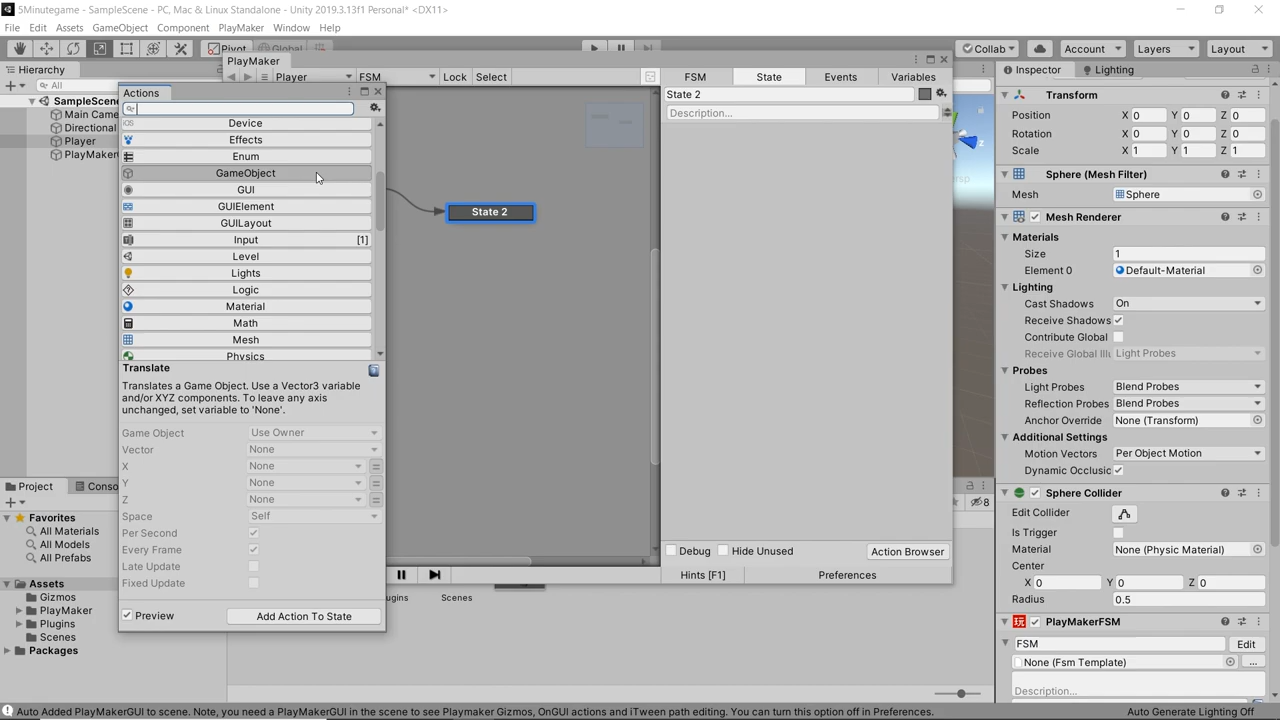 5Minutegame - SampleScene - PC, Mac & Linux Standalone - Unity 2019.3.13f1 Personal* <DX11>
File Edit Assets GameObject Component PlayMaker Window Help
Pivot Global Collab Account Layers Layout
Hierarchy
PlayMaker
Inspector Lighting
All
Player FSM Lock Select
FSM State Events Variables
SampleScene
Main Came
Directional
Player
PlayMaker
Actions
Device
Effects
Enum
GameObject
GUI
GUIElement
GUILayout
Input [1]
Level
Lights
Logic
Material
Math
Mesh
Physics
Translate
Translates a Game Object. Use a Vector3 variable
and/or XYZ components. To leave any axis
unchanged, set variable to 'None'.
Game Object Use Owner
Vector None
X None
Y None
Z None
Space Self
Per Second
Every Frame
Late Update
Fixed Update
Preview Add Action To State
State 2
State 2
Description...
Debug Hide Unused Action Browser
Hints [F1] Preferences
Transform
Position X 0 Y 0 Z 0
Rotation X 0 Y 0 Z 0
Scale X 1 Y 1 Z 1
Sphere (Mesh Filter)
Mesh Sphere
Mesh Renderer
Materials
Size 1
Element 0 Default-Material
Lighting
Cast Shadows On
Receive Shadows
Contribute Global
Receive Global Illu Light Probes
Probes
Light Probes Blend Probes
Reflection Probes Blend Probes
Anchor Override None (Transform)
Additional Settings
Motion Vectors Per Object Motion
Dynamic Occlusic
Sphere Collider
Edit Collider
Is Trigger
Material None (Physic Material)
Center
X 0 Y 0 Z 0
Radius 0.5
PlayMakerFSM
FSM Edit
None (Fsm Template) ...
Description...
Project Conso
8
Favorites
All Materials
All Models
All Prefabs
Assets
Gizmos
PlayMaker
Plugins
Scenes
Packages
lugins Scenes
Auto Added PlayMakerGUI to scene. Note, you need a PlayMakerGUI in the scene to see Playmaker Gizmos, OnGUI actions and iTween path editing. You can turn this option off in Preferences.
Auto Generate Lighting Off